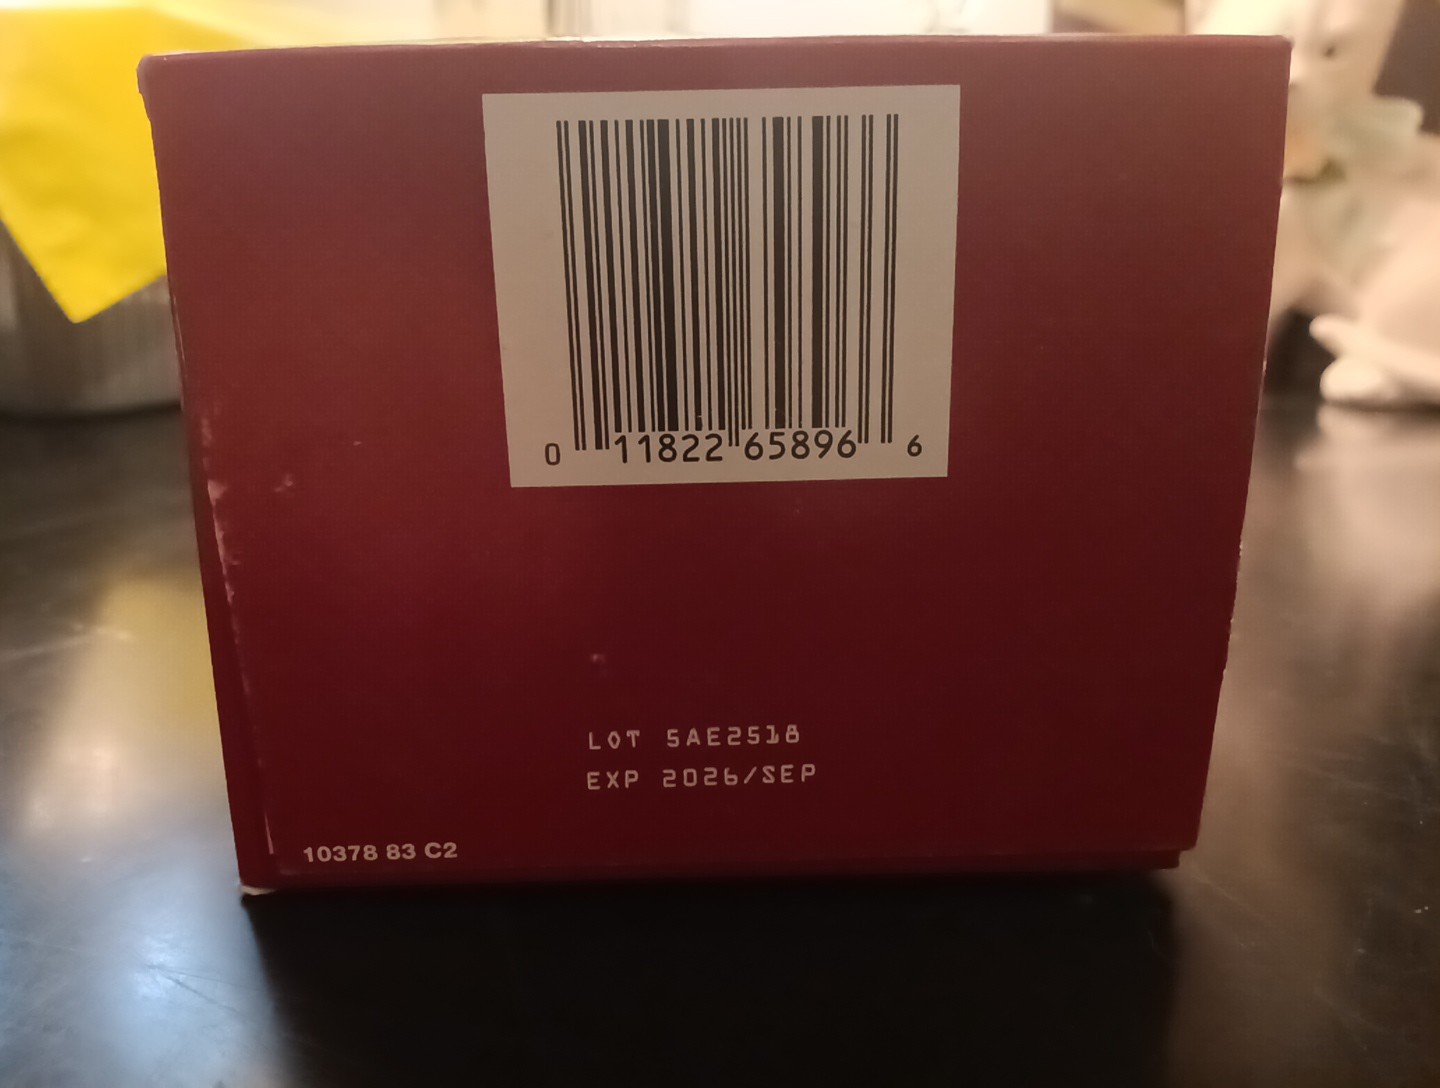 0 11822 65896 6
LOT 5AE2518
EXP 2026/SEP
10378 83 C2